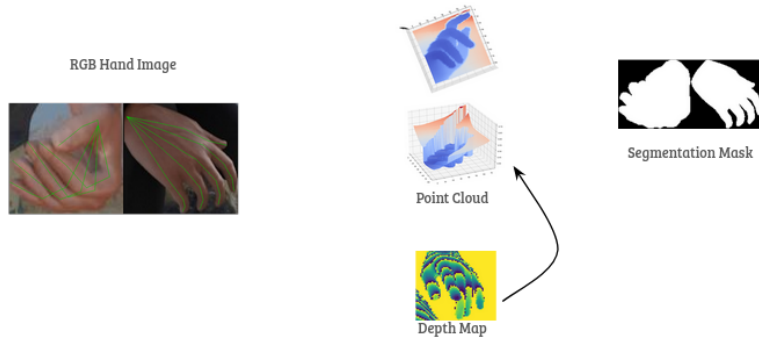 RGB Hand Image
Point Cloud
Segmentation Mask
Depth Map